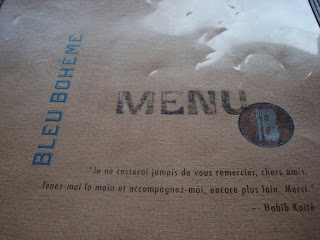 BLEU BOHÈME
MENU
B
"Je ne cesserai jamais de vous remercier, chers amis.
Tenez-moi la main et accompagnez-moi, encore plus loin. Merci."
- Habib Koité